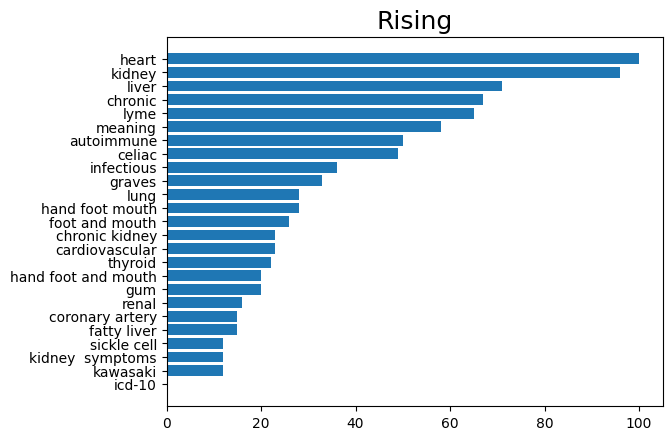 Rising
heart
kidney
liver
chronic
lyme
meaning
autoimmune
celiac
infectious
graves
lung
hand foot mouth
foot and mouth
chronic kidney
cardiovascular
thyroid
hand foot and mouth
gum
renal
coronary artery
fatty liver
sickle cell
kidney  symptoms
kawasaki
icd-10
0 20 40 60 80 100